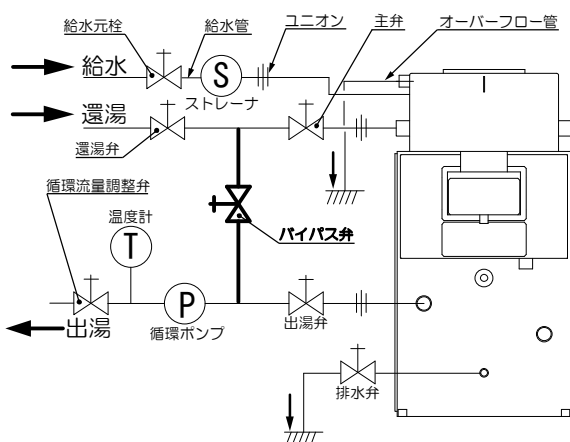 給水元栓
給水管
ユニオン
主弁
オーバーフロー管
給水
S
ストレーナ
還湯
還湯弁
循環流量調整弁
温度計
T
バイパス弁
P
出湯
循環ポンプ
出湯弁
排水弁